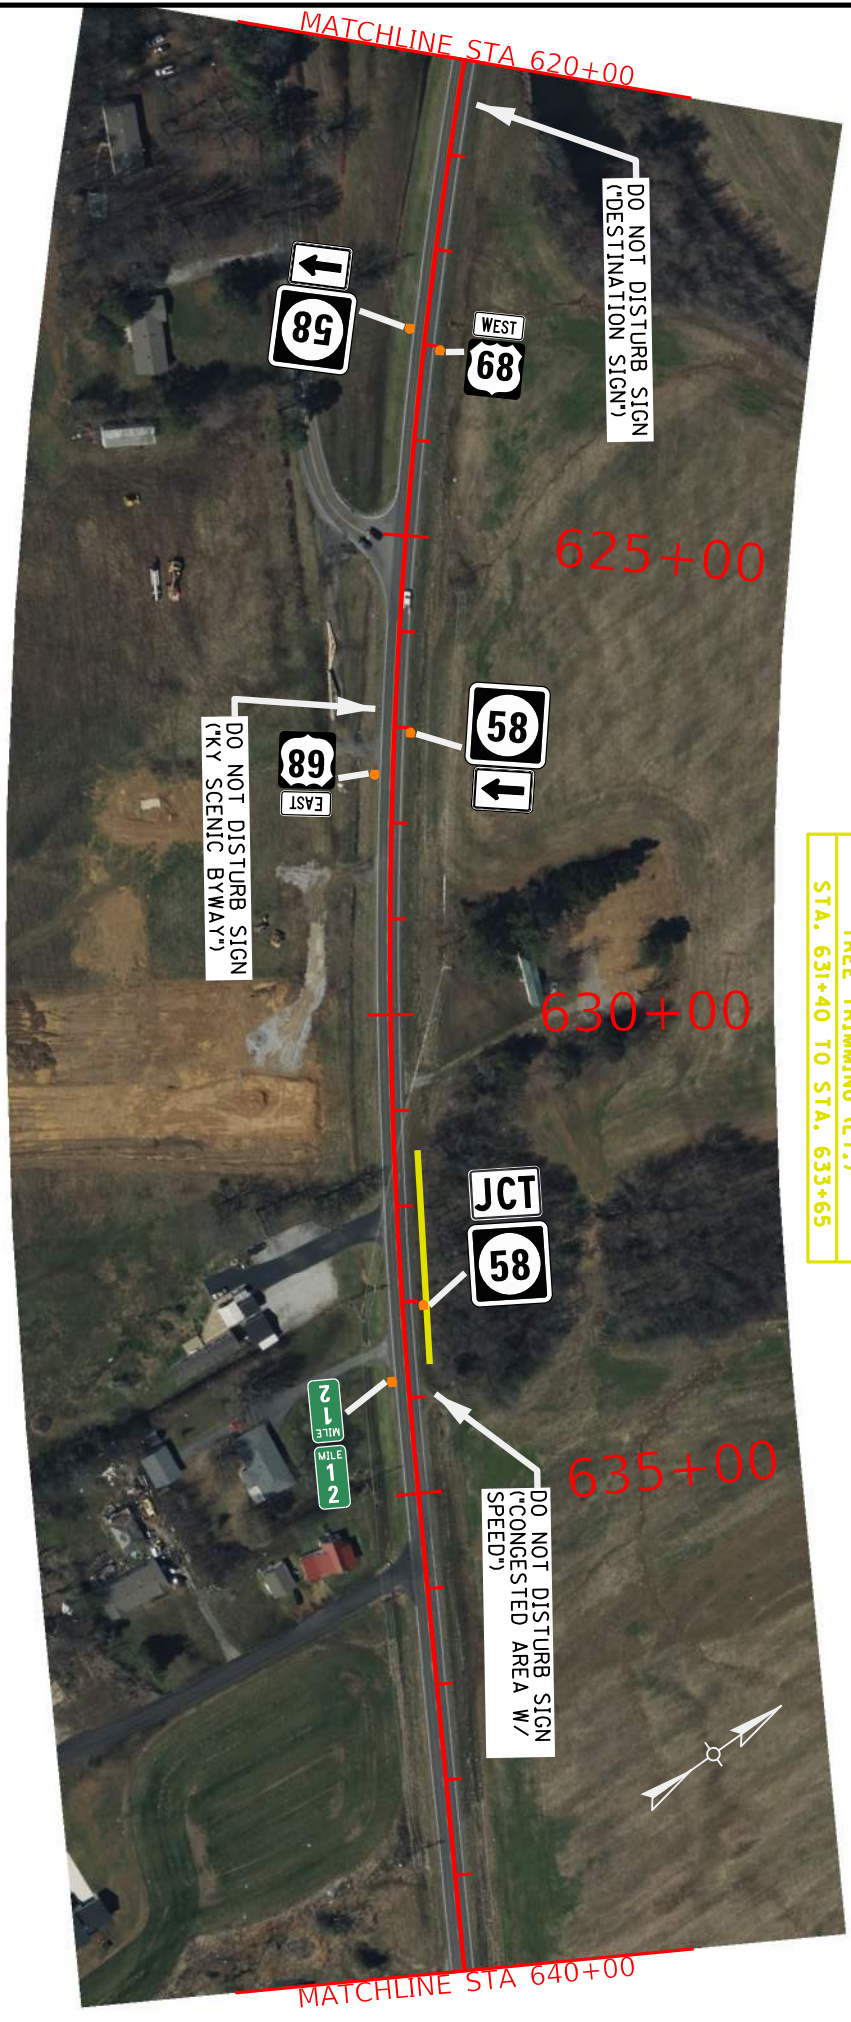 MATCHLINE STA 620+00
DO NOT DISTURB SIGN
("DESTINATION SIGN")
58
WEST
68
625+00
58
DO NOT DISTURB SIGN
("KY SCENIC BYWAY")
68
EAST
TREE TRIMMING
STA. 631+40 TO STA. 633+65
630+00
JCT
58
MILE
12
MILE
12
635+00
DO NOT DISTURB SIGN
("CONGESTED AREA W/
SPEED")
MATCHLINE STA 640+00